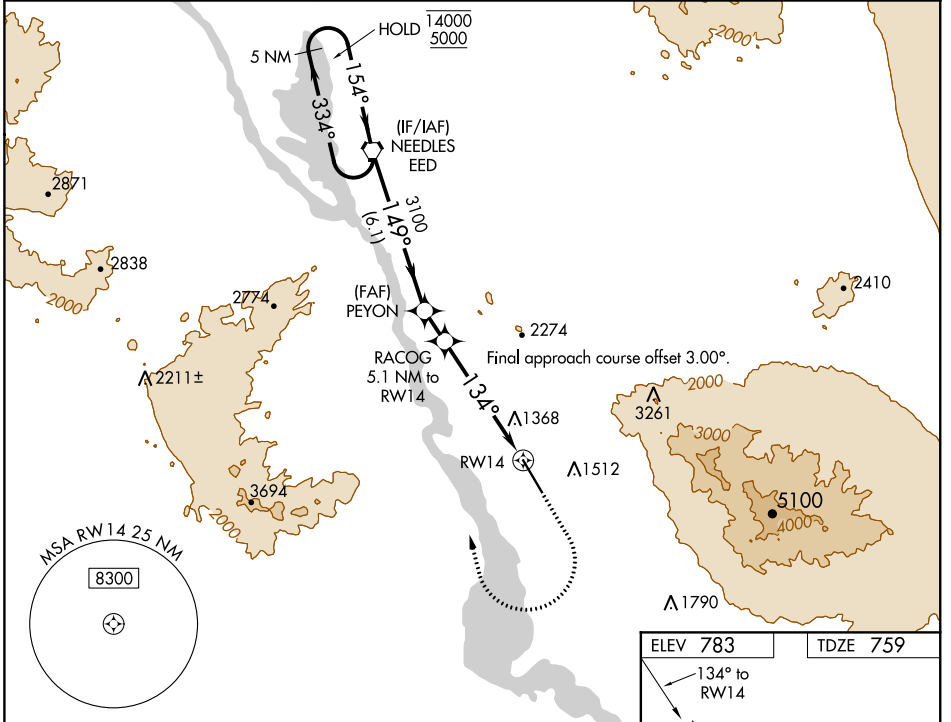 2000
14000
5000
HOLD
5 NM
154°
334°
(IF/IAF)
NEEDLES
EED
2871
3100
149°
(6.1)
2838
2000
2774
2410
(FAF)
PEYON
2274
RACOG
5.1 NM to
RW14
Final approach course offset 3.00°.
2211±
134°
2000
3261
1368
3000
RW14
1512
3694
2000
5100
4000
MSA RW14 25 NM
8300
1790
ELEV 783
TDZE 759
134° to
RW14